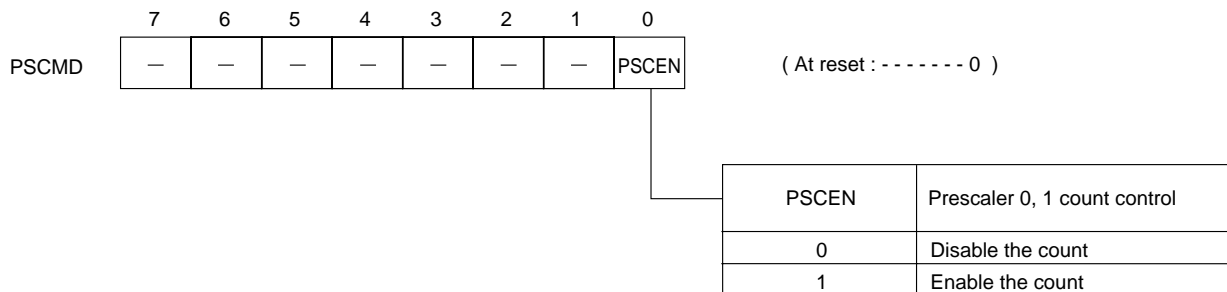 7 6 5 4 3 2 1 0
PSCMD — — — — — — — PSCEN ( At reset : - - - - - - - 0 )
PSCEN Prescaler 0, 1 count control
0 Disable the count
1 Enable the count